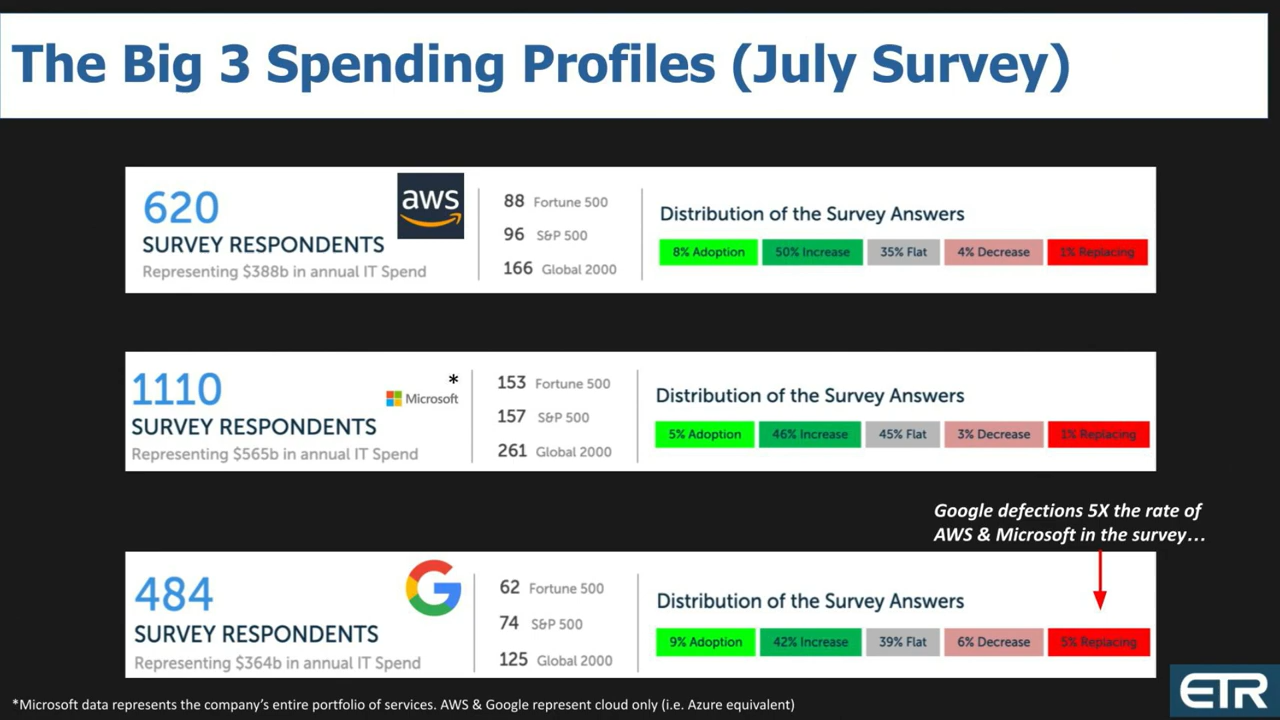 The Big 3 Spending Profiles (July Survey)
620
SURVEY RESPONDENTS
Representing $388b in annual IT Spend
aws
88 Fortune 500
96 S&P 500
166 Global 2000
Distribution of the Survey Answers
8% Adoption 50% Increase 35% Flat 4% Decrease 1% Replacing
1110
SURVEY RESPONDENTS
Representing $565b in annual IT Spend
*
Microsoft
153 Fortune 500
157 S&P 500
261 Global 2000
Distribution of the Survey Answers
5% Adoption 46% Increase 45% Flat 3% Decrease 1% Replacing
Google defections 5X the rate of
AWS & Microsoft in the survey...
484
SURVEY RESPONDENTS
Representing $364b in annual IT Spend
G
62 Fortune 500
74 S&P 500
125 Global 2000
Distribution of the Survey Answers
9% Adoption 42% Increase 39% Flat 6% Decrease 5% Replacing
*Microsoft data represents the company's entire portfolio of services. AWS & Google represent cloud only (i.e. Azure equivalent)
ETR